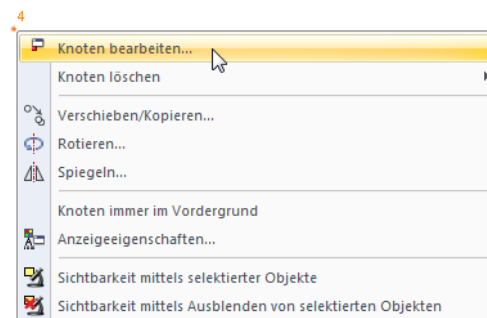 4
Knoten bearbeiten...
Knoten löschen
Verschieben/Kopieren...
Rotieren...
Spiegeln...
Knoten immer im Vordergrund
Anzeigeeigenschaften...
Sichtbarkeit mittels selektierter Objekte
Sichtbarkeit mittels Ausblenden von selektierten Objekten